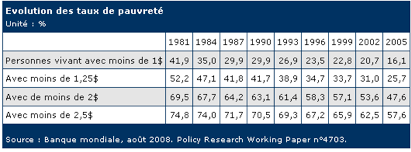 Evolution des taux de pauvreté
Unité : %
1981 1984 1987 1990 1993 1996 1999 2002 2005
Personnes vivant avec moins de 1$ 41,9 35,0 29,9 29,9 26,9 23,5 22,8 20,7 16,1
Avec moins de 1,25$ 52,2 47,1 41,8 41,7 38,9 34,7 33,7 31,0 25,7
Avec de moins de 2$ 69,5 67,7 64,2 63,1 61,4 58,3 57,1 53,6 47,6
Avec moins de 2,5$ 74,8 74,0 71,7 70,5 69,3 67,2 65,9 62,5 57,6
Source : Banque mondiale, août 2008. Policy Research Working Paper n°4703.